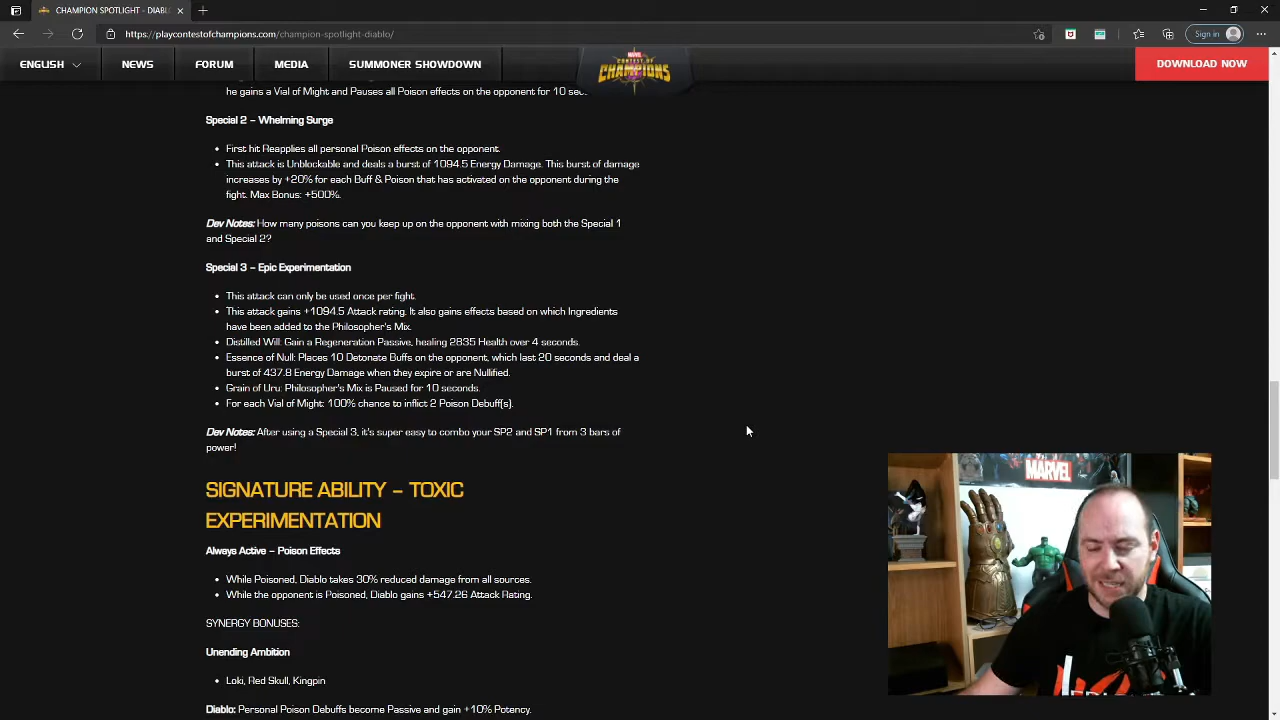 CHAMPION SPOTLIGHT – DIABL
https://playcontestofchampions.com/champion-spotlight-diablo/
Sign in
ENGLISH
NEWS
FORUM
MEDIA
SUMMONER SHOWDOWN
MARVEL
CONTEST OF
CHAMPIONS
DOWNLOAD NOW
he gains a Vial of Might and Pauses all Poison effects on the opponent for 10
Special 2 – Whelming Surge
• First hit Reapplies all personal Poison effects on the opponent.
• This attack is Unblockable and deals a burst of 1094.5 Energy Damage. This burst of damage
increases by +20% for each Buff & Poison that has activated on the opponent during the
fight. Max Bonus: +500%.
Dev Notes: How many poisons can you keep up on the opponent with mixing both the Special 1
and Special 2?
Special 3 – Epic Experimentation
• This attack can only be used once per fight.
• This attack gains +1094.5 Attack rating. It also gains effects based on which Ingredients
have been added to the Philosopher's Mix.
• Distilled Will: Gain a Regeneration Passive, healing 2835 Health over 4 seconds.
• Essence of Null: Places 10 Detonate Buffs on the opponent, which last 20 seconds and deal a
burst of 437.8 Energy Damage when they expire or are Nullified.
• Grain of Uru: Philosopher's Mix is Paused for 10 seconds.
• For each Vial of Might: 100% chance to inflict 2 Poison Debuff(s).
Dev Notes: After using a Special 3, it's super easy to combo your SP2 and SP1 from 3 bars of
power!
SIGNATURE ABILITY – TOXIC
EXPERIMENTATION
Always Active – Poison Effects
• While Poisoned, Diablo takes 30% reduced damage from all sources.
• While the opponent is Poisoned, Diablo gains +547.26 Attack Rating.
SYNERGY BONUSES:
Unending Ambition
• Loki, Red Skull, Kingpin
Diablo: Personal Poison Debuffs become Passive and gain +10% Potency.
MARVEL